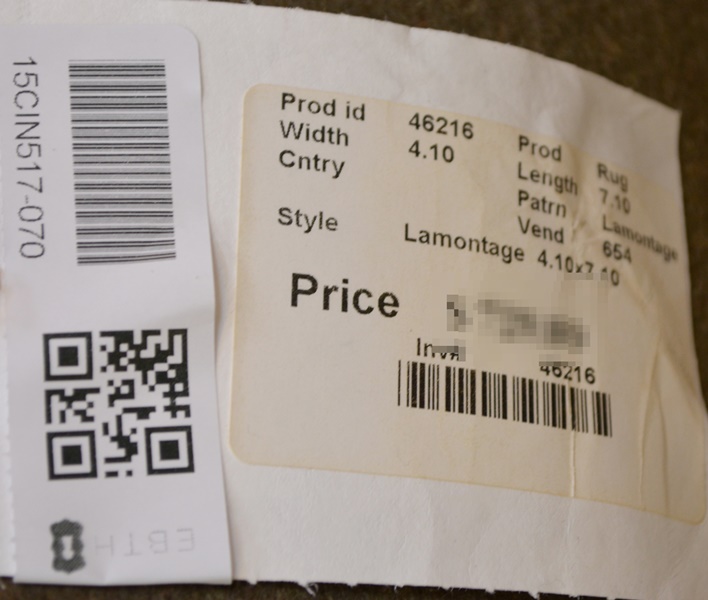 15CIN517-070
EBTH
Prod id 46216 Prod Rug
Width 4.10 Length 7.10
Cntry Patrn Lamontage
Vend 654
Style Lamontage 4.10x7.10
Price
46216